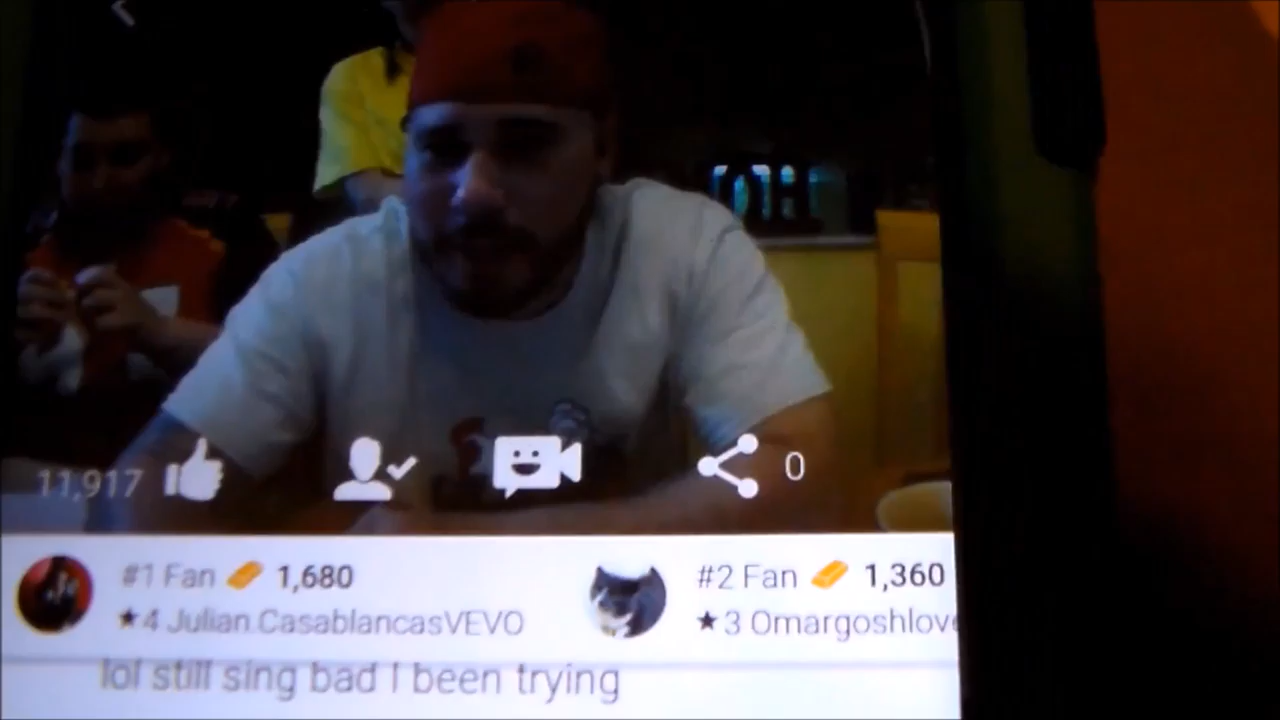 11,917
0
#1 Fan 1,680
★4 Julian.CasablancasVEVO
#2 Fan 1,360
★3 Omargoshlov
lol still sing bad I been trying